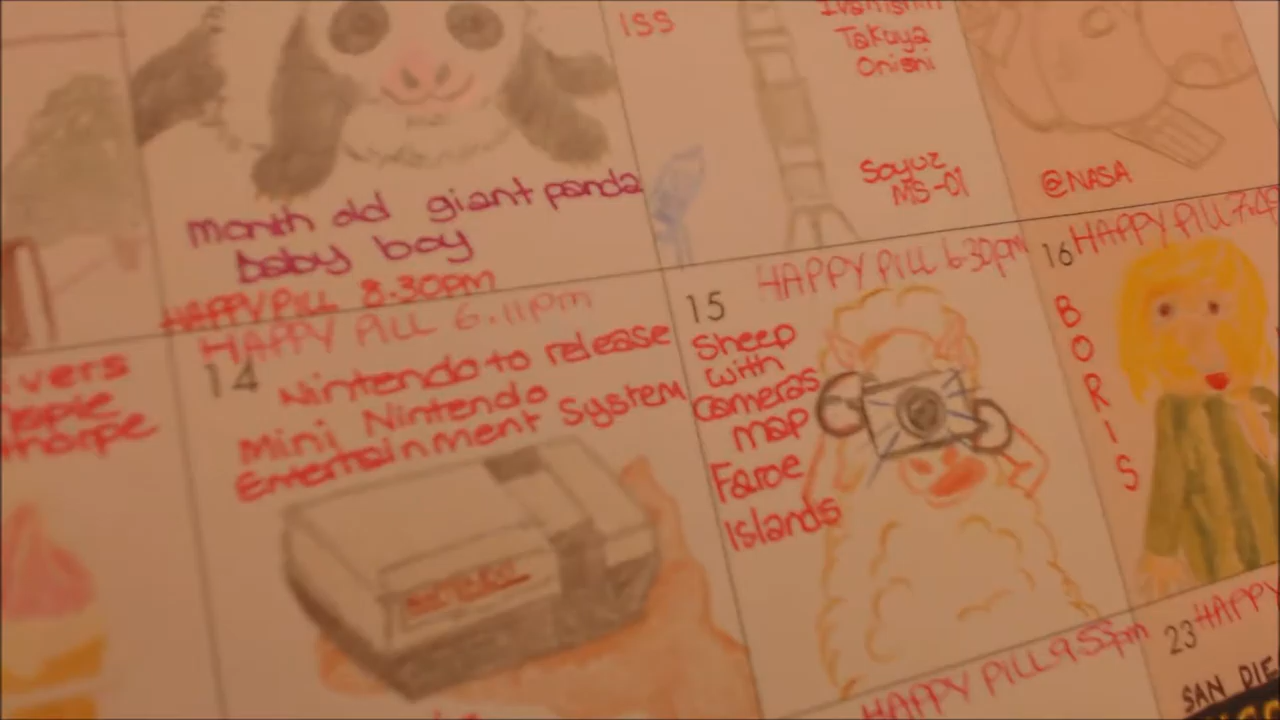 ISS
Takuya
Onishi
Soyuz
MS-01
@NASA
month old giant panda
baby boy
HAPPY PILL 8.30pm
HAPPY PILL 6.11pm
14
Nintendo to release
Mini Nintendo
Entertainment System
15
HAPPY PILL 6.30pm
Sheep
with
cameras
map
Faroe
Islands
16
HAPPY PILL 7.49
B
O
R
I
S
HAPPY PILL 9.55pm
23
HAPPY
SAN DIE